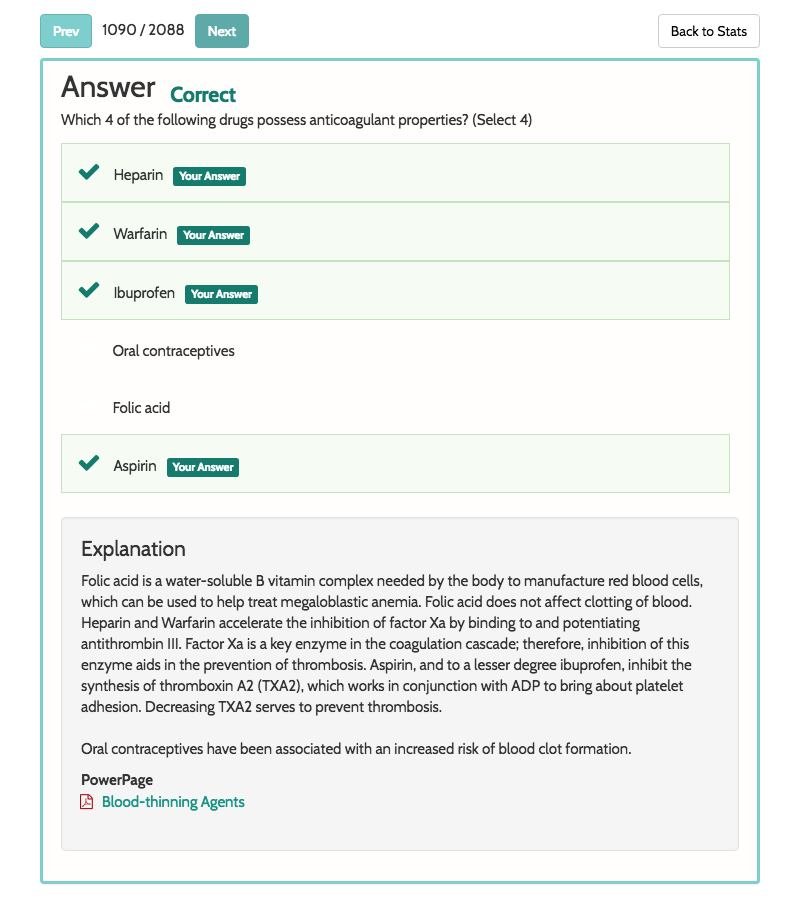 Prev 1090 / 2088 Next Back to Stats
Answer Correct
Which 4 of the following drugs possess anticoagulant properties? (Select 4)
Heparin Your Answer
Warfarin Your Answer
Ibuprofen Your Answer
Oral contraceptives
Folic acid
Aspirin Your Answer
Explanation
Folic acid is a water-soluble B vitamin complex needed by the body to manufacture red blood cells,
which can be used to help treat megaloblastic anemia. Folic acid does not affect clotting of blood.
Heparin and Warfarin accelerate the inhibition of factor Xa by binding to and potentiating
antithrombin III. Factor Xa is a key enzyme in the coagulation cascade; therefore, inhibition of this
enzyme aids in the prevention of thrombosis. Aspirin, and to a lesser degree ibuprofen, inhibit the
synthesis of thromboxin A2 (TXA2), which works in conjunction with ADP to bring about platelet
adhesion. Decreasing TXA2 serves to prevent thrombosis.
Oral contraceptives have been associated with an increased risk of blood clot formation.
PowerPage
Blood-thinning Agents